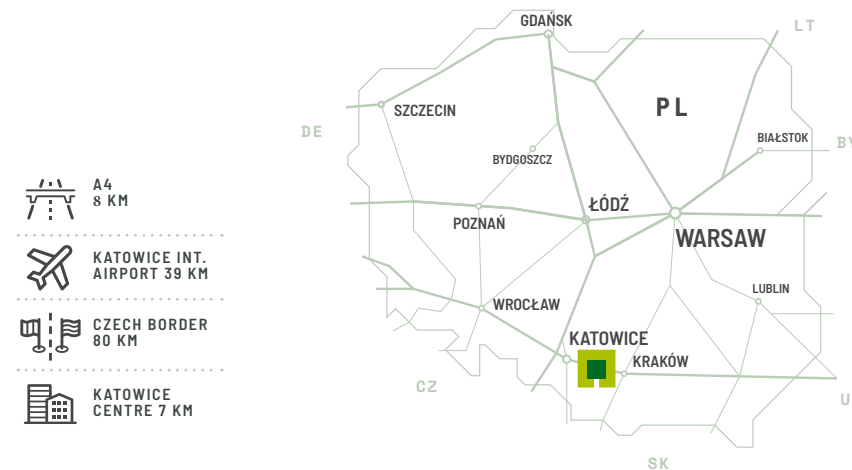 A4
8 KM
KATOWICE INT.
AIRPORT 39 KM
CZECH BORDER
80 KM
KATOWICE
CENTRE 7 KM
GDAŃSK
LT
SZCZECIN
PL
DE
BIAŁSTOK
BY
BYDGOSZCZ
ŁÓDŹ
POZNAŃ
WARSAW
LUBLIN
WROCŁAW
KATOWICE
KRAKÓW
CZ
U
SK